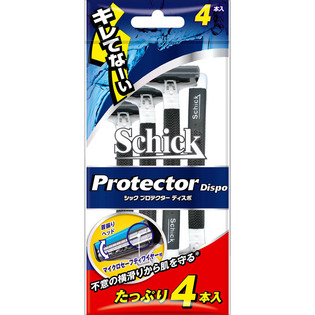 4本入
キレてなーい
Schick
Protector Dispo
シック プロテクター ディスポ
首振り
ヘッド
マイクロセーフティワイヤー付
不意の横滑りから肌を守る
たっぷり4本入